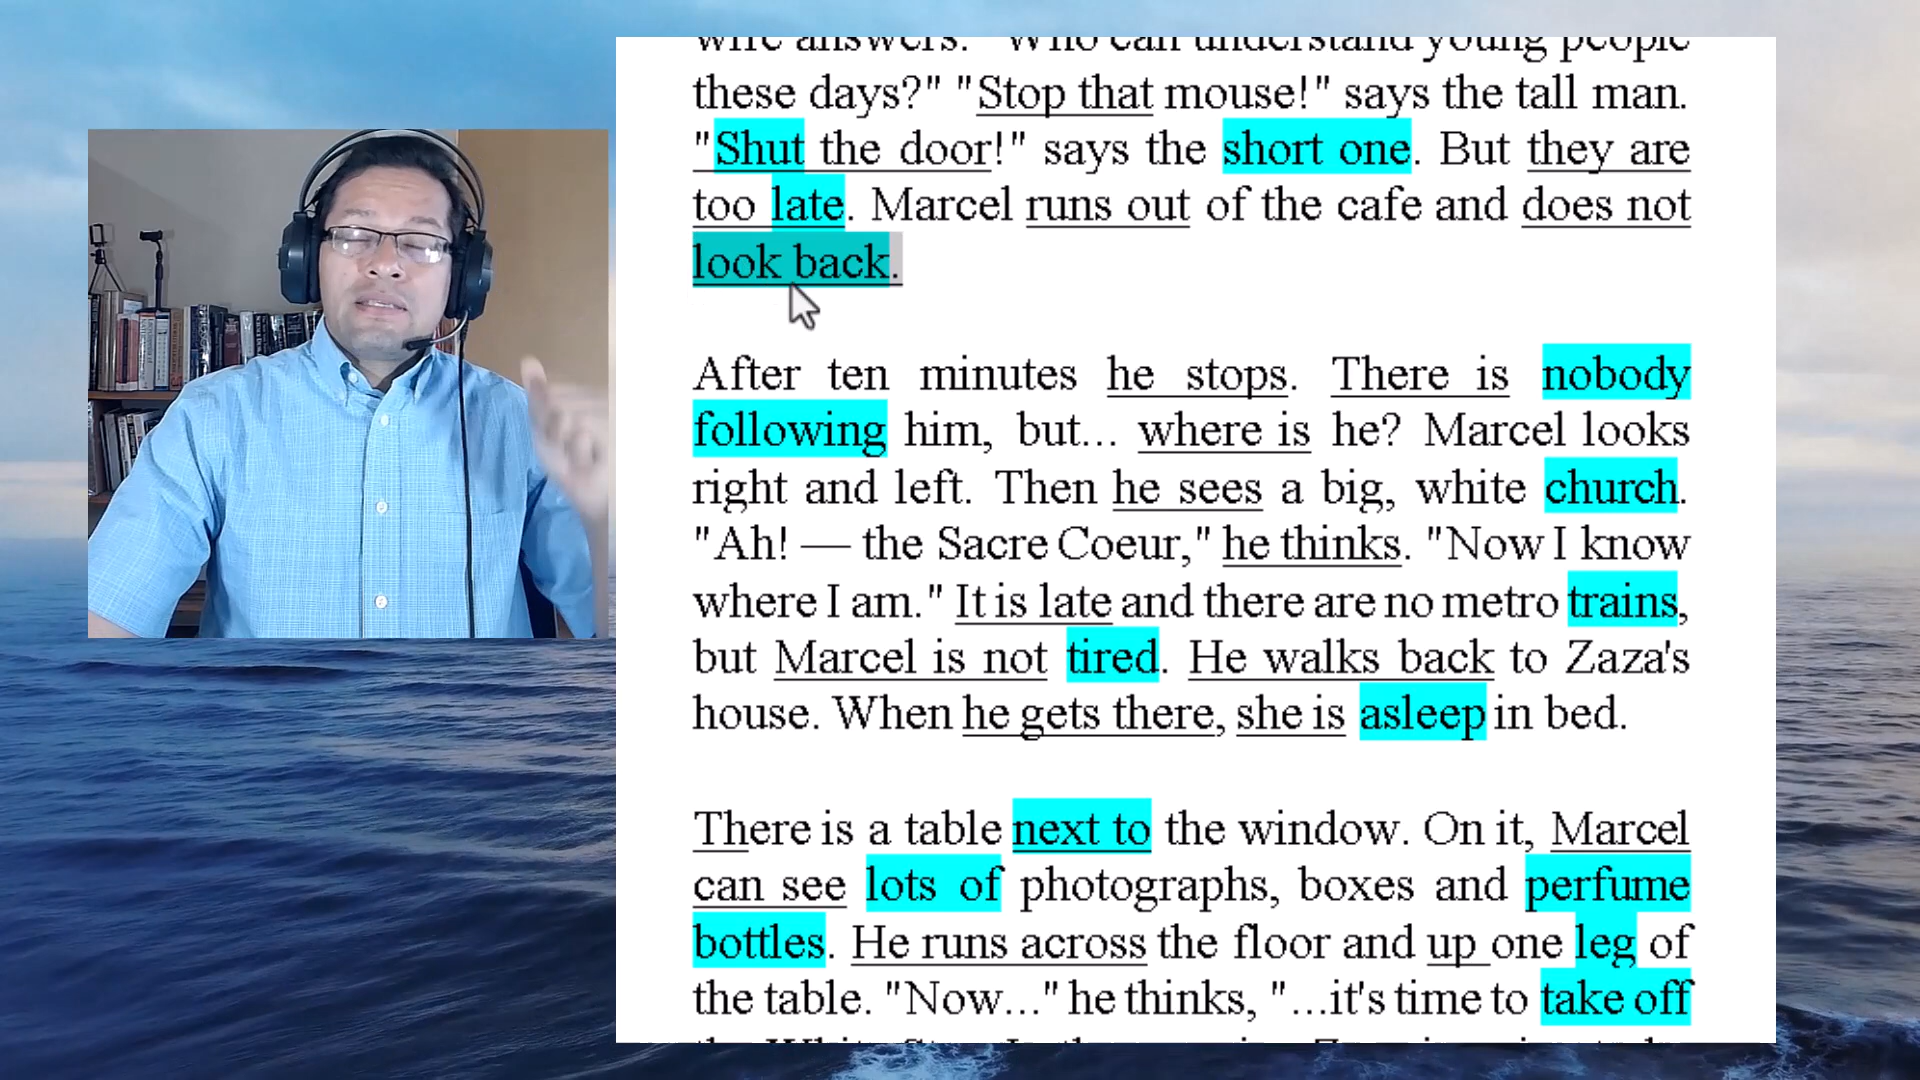 wife answers. "Who can understand young people
these days?" "Stop that mouse!" says the tall man.
"Shut the door!" says the short one. But they are
too late. Marcel runs out of the cafe and does not
look back.
After ten minutes he stops. There is nobody
following him, but... where is he? Marcel looks
right and left. Then he sees a big, white church.
"Ah! — the Sacre Coeur," he thinks. "Now I know
where I am." It is late and there are no metro trains,
but Marcel is not tired. He walks back to Zaza's
house. When he gets there, she is asleep in bed.
There is a table next to the window. On it, Marcel
can see lots of photographs, boxes and perfume
bottles. He runs across the floor and up one leg of
the table. "Now..." he thinks, "...it's time to take off